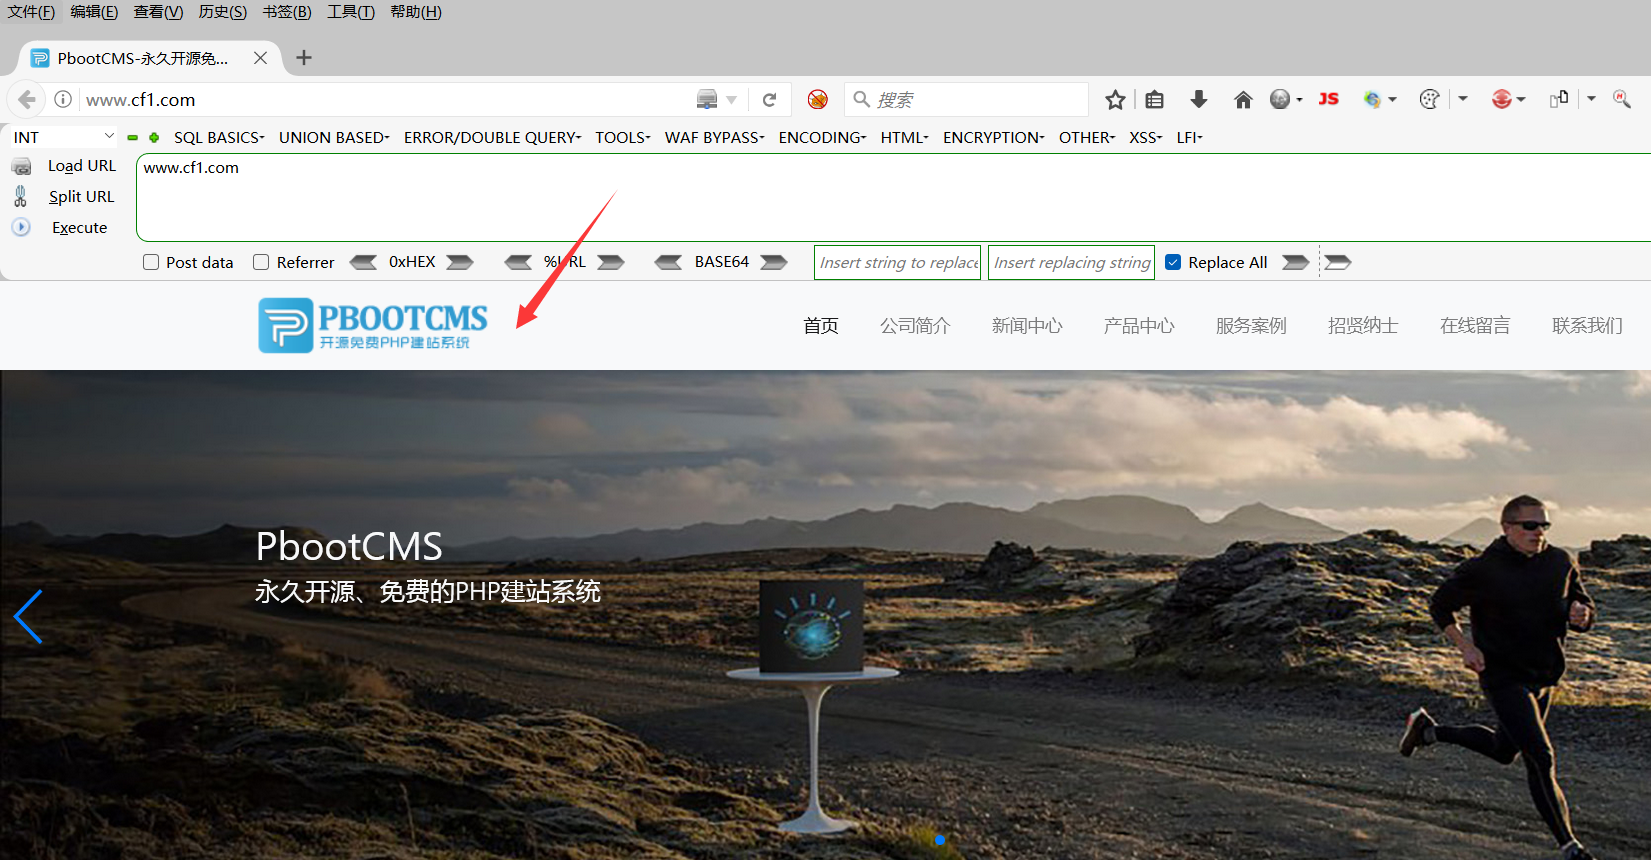 文件(F) 编辑(E) 查看(V) 历史(S) 书签(B) 工具(T) 帮助(H)
PbootCMS-永久开源免...
www.cf1.com
搜索
JS
INT
SQL BASICS UNION BASED ERROR/DOUBLE QUERY TOOLS WAF BYPASS ENCODING HTML ENCRYPTION OTHER XSS LFI
Load URL
www.cf1.com
Split URL
Execute
Post data Referrer 0xHEX %URL BASE64 Insert string to replace Insert replacing string Replace All
PBOOTCMS
开源免费PHP建站系统
首页 公司简介 新闻中心 产品中心 服务案例 招贤纳士 在线留言 联系我们
PbootCMS
永久开源、免费的PHP建站系统